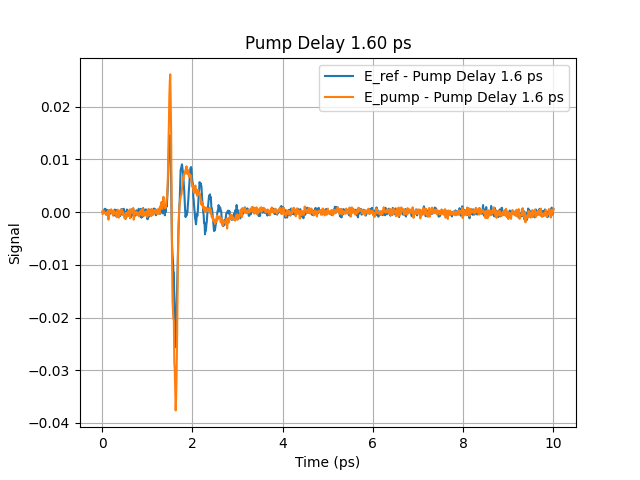 Pump Delay 1.60 ps
E_ref - Pump Delay 1.6 ps
E_pump - Pump Delay 1.6 ps
Signal
0.02
0.01
0.00
−0.01
−0.02
−0.03
−0.04
0 2 4 6 8 10
Time (ps)